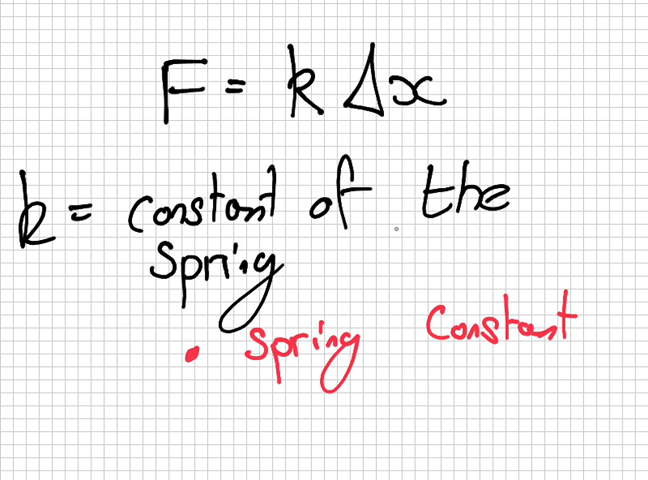 F = k Δx
k = constant of the
Spring
• Spring Constant